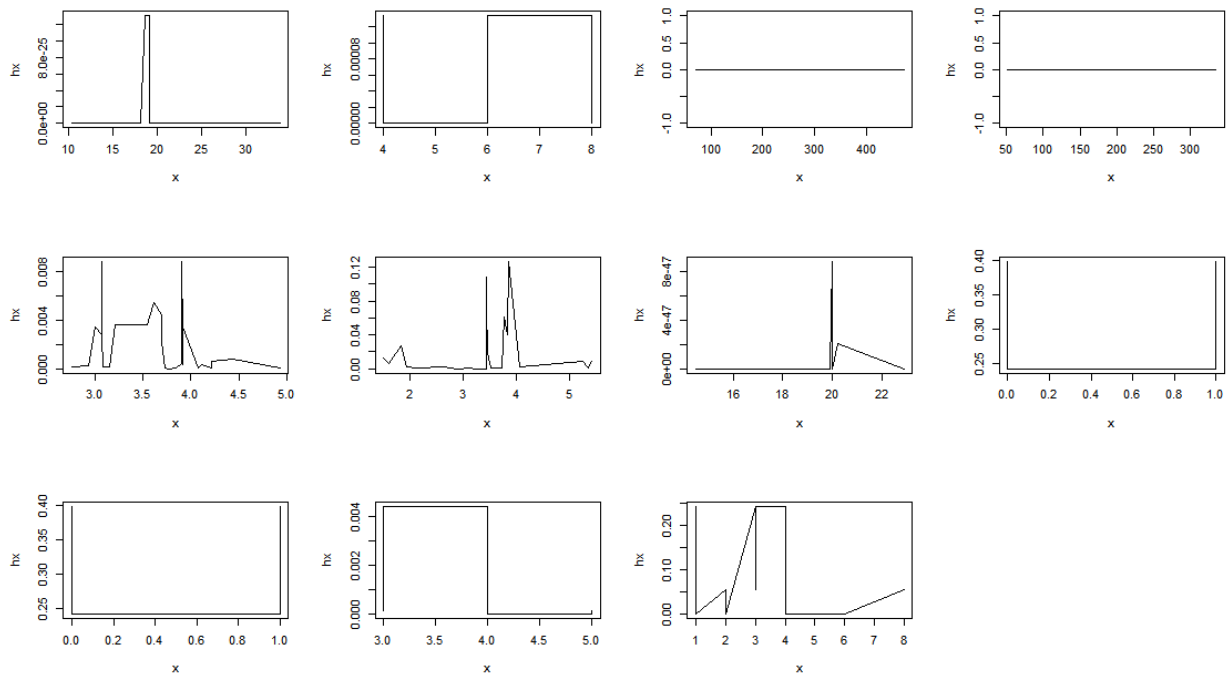 hx 0.0e+00 8.0e-25 10 15 20 25 30 x
hx 0.00000 0.00008 4 5 6 7 8 x
hx -1.0 0.0 0.5 1.0 100 200 300 400 x
hx -1.0 0.0 0.5 1.0 50 100 150 200 250 300 x
hx 0.000 0.004 0.008 3.0 3.5 4.0 4.5 5.0 x
hx 0.00 0.04 0.08 0.12 2 3 4 5 x
hx 0e+00 4e-47 8e-47 16 18 20 22 x
hx 0.25 0.30 0.35 0.40 0.0 0.2 0.4 0.6 0.8 1.0 x
hx 0.25 0.30 0.35 0.40 0.0 0.2 0.4 0.6 0.8 1.0 x
hx 0.000 0.002 0.004 3.0 3.5 4.0 4.5 5.0 x
hx 0.00 0.10 0.20 1 2 3 4 5 6 7 8 x